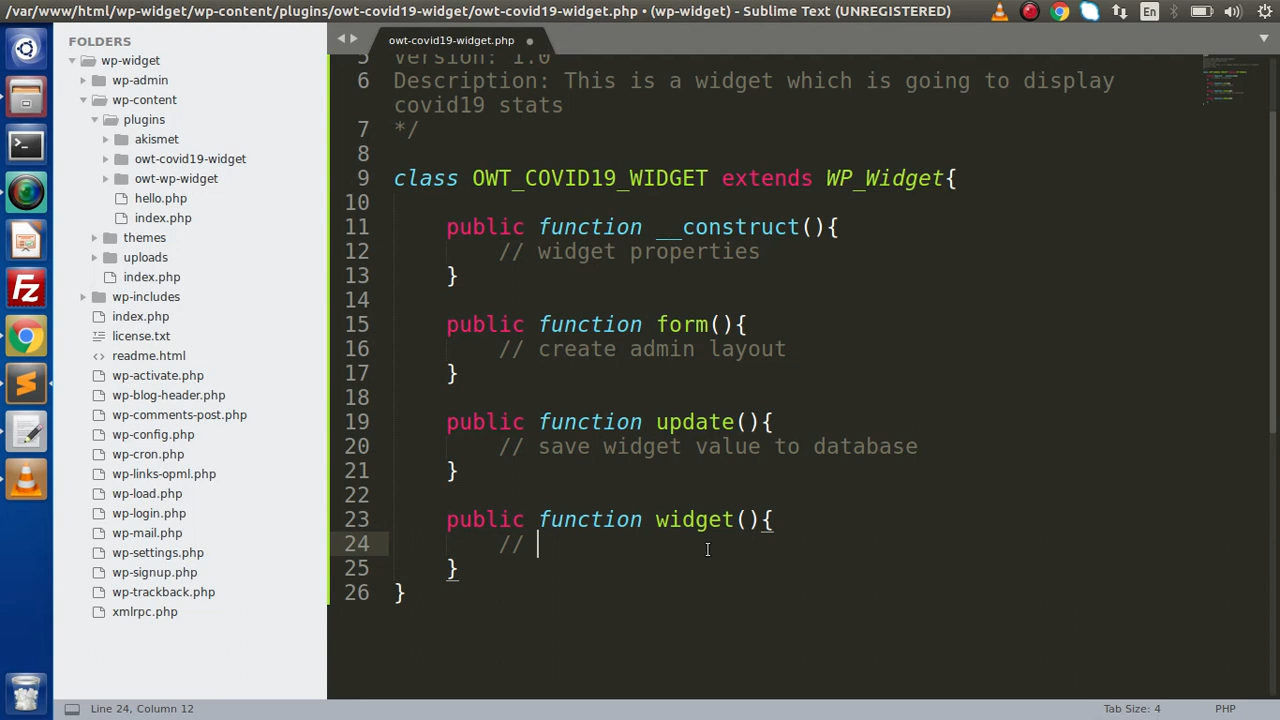 /var/www/html/wp-widget/wp-content/plugins/owt-covid19-widget/owt-covid19-widget.php • (wp-widget) - Sublime Text (UNREGISTERED)
En
FOLDERS
wp-widget
wp-admin
wp-content
plugins
akismet
owt-covid19-widget
owt-wp-widget
hello.php
index.php
themes
uploads
index.php
wp-includes
index.php
license.txt
readme.html
wp-activate.php
wp-blog-header.php
wp-comments-post.php
wp-config.php
wp-cron.php
wp-links-opml.php
wp-load.php
wp-login.php
wp-mail.php
wp-settings.php
wp-signup.php
wp-trackback.php
xmlrpc.php
owt-covid19-widget.php
5 Version: 1.0
6 Description: This is a widget which is going to display
covid19 stats
7 */
8
9 class OWT_COVID19_WIDGET extends WP_Widget{
10
11 public function __construct(){
12 // widget properties
13 }
14
15 public function form(){
16 // create admin layout
17 }
18
19 public function update(){
20 // save widget value to database
21 }
22
23 public function widget(){
24 //
25 }
26 }
Line 24, Column 12
Tab Size: 4
PHP